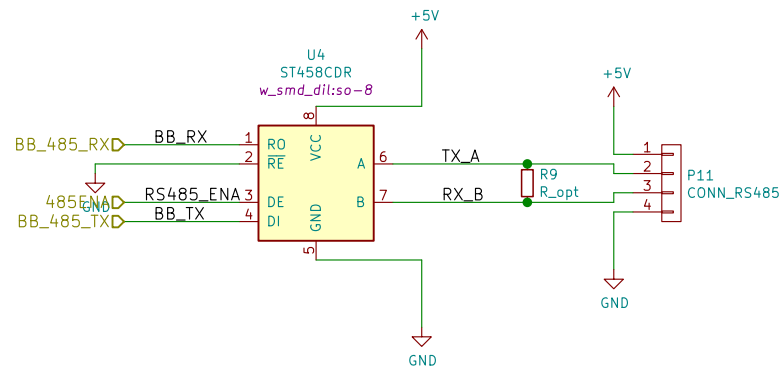 +5V
U4
ST458CDR
w_smd_dil:so-8
+5V
8
BB_485_RX
BB_RX
1
RO
VCC
1
2
RE
A
6
TX_A
2
R9
P11
485ENA
RS485_ENA
3
DE
B
7
RX_B
R_opt
3
CONN_RS485
GND
BB_485_TX
BB_TX
4
DI
GND
4
5
GND
GND